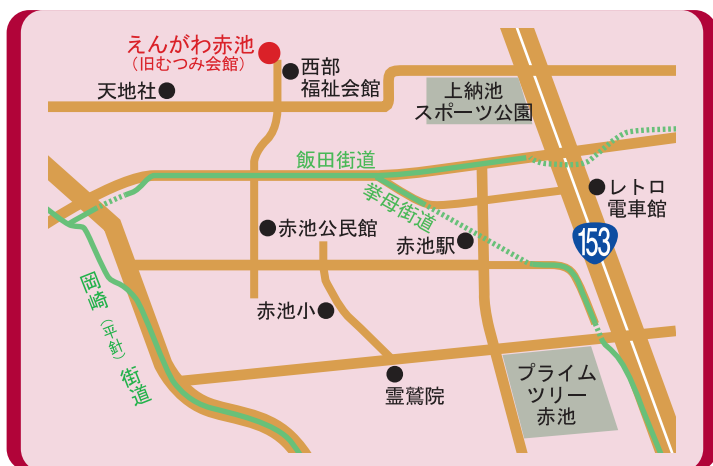 えんがわ赤池
（旧むつみ会館）
西部
福祉会館
天地社
上納池
スポーツ公園
飯田街道
挙母街道
レトロ
電車館
赤池公民館
赤池駅
153
岡崎（平針）街道
赤池小
霊鷲院
プライム
ツリー
赤池